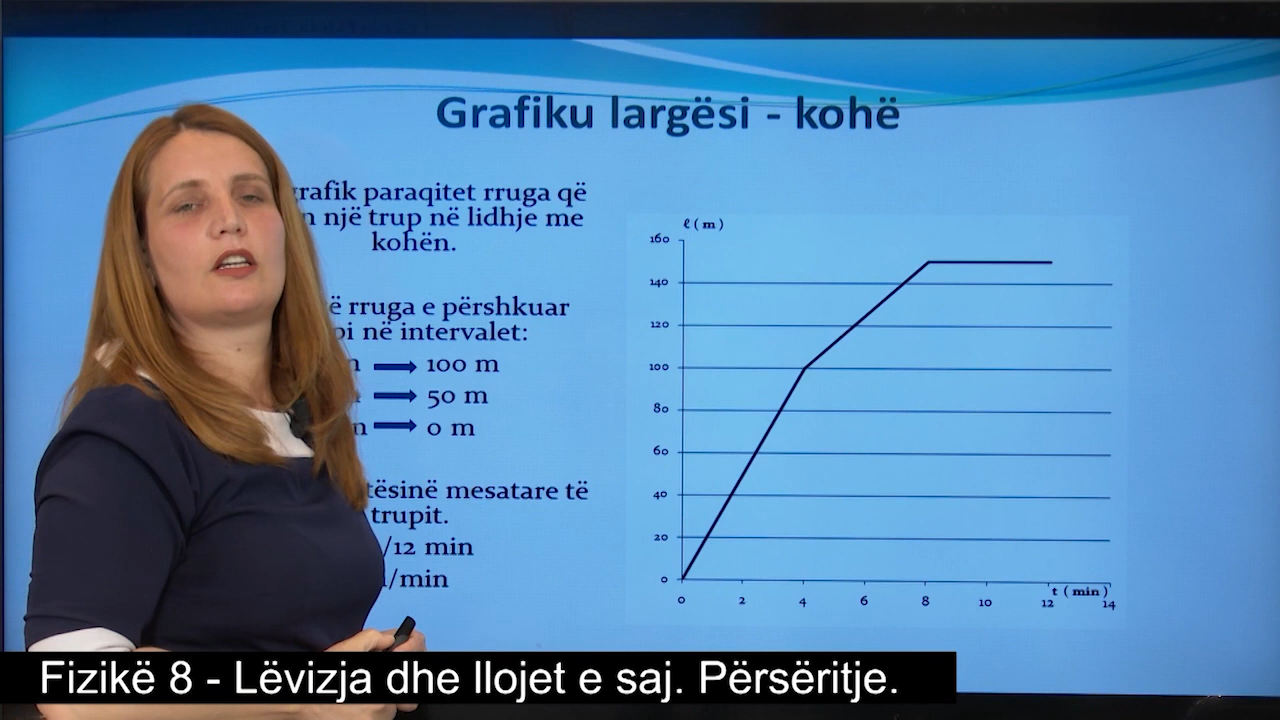 Grafiku largësi - kohë
grafik paraqitet rruga që
një trup në lidhje me
kohën.
rruga e përshkuar
në intervalet:
100 m
50 m
0 m
mesatare të
trupit.
/12 min
/min
ℓ ( m )
160
140
120
100
80
60
40
20
0
0 2 4 6 8 10 12 14
t ( min )
Fizikë 8 - Lëvizja dhe llojet e saj. Përsëritje.